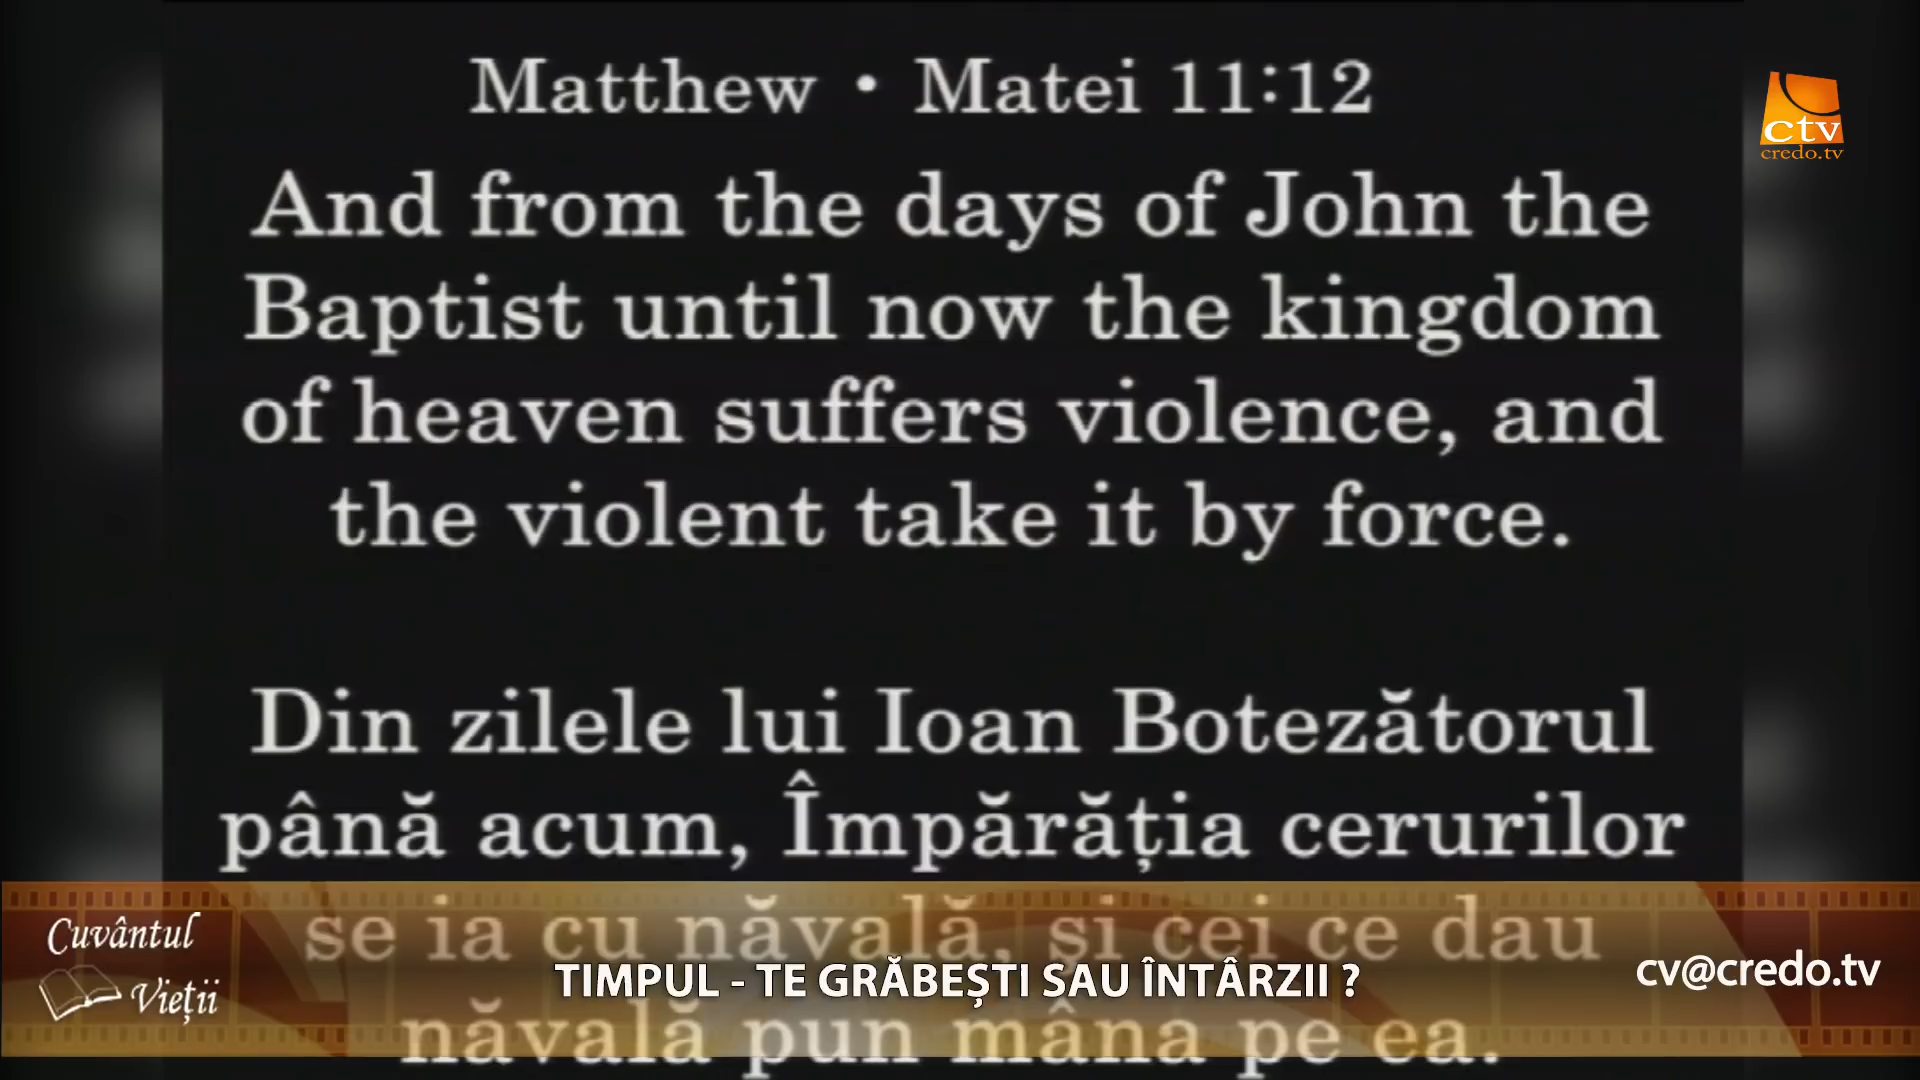 Matthew • Matei 11:12
And from the days of John the
Baptist until now the kingdom
of heaven suffers violence, and
the violent take it by force.
Din zilele lui Ioan Botezătorul
până acum, Împărăția cerurilor
se ia cu năvală, și cei ce dau
năvală pun mâna pe ea.
ctv
credo.tv
Cuvântul
Vieții
TIMPUL - TE GRĂBEȘTI SAU ÎNTÂRZII ?
cv@credo.tv